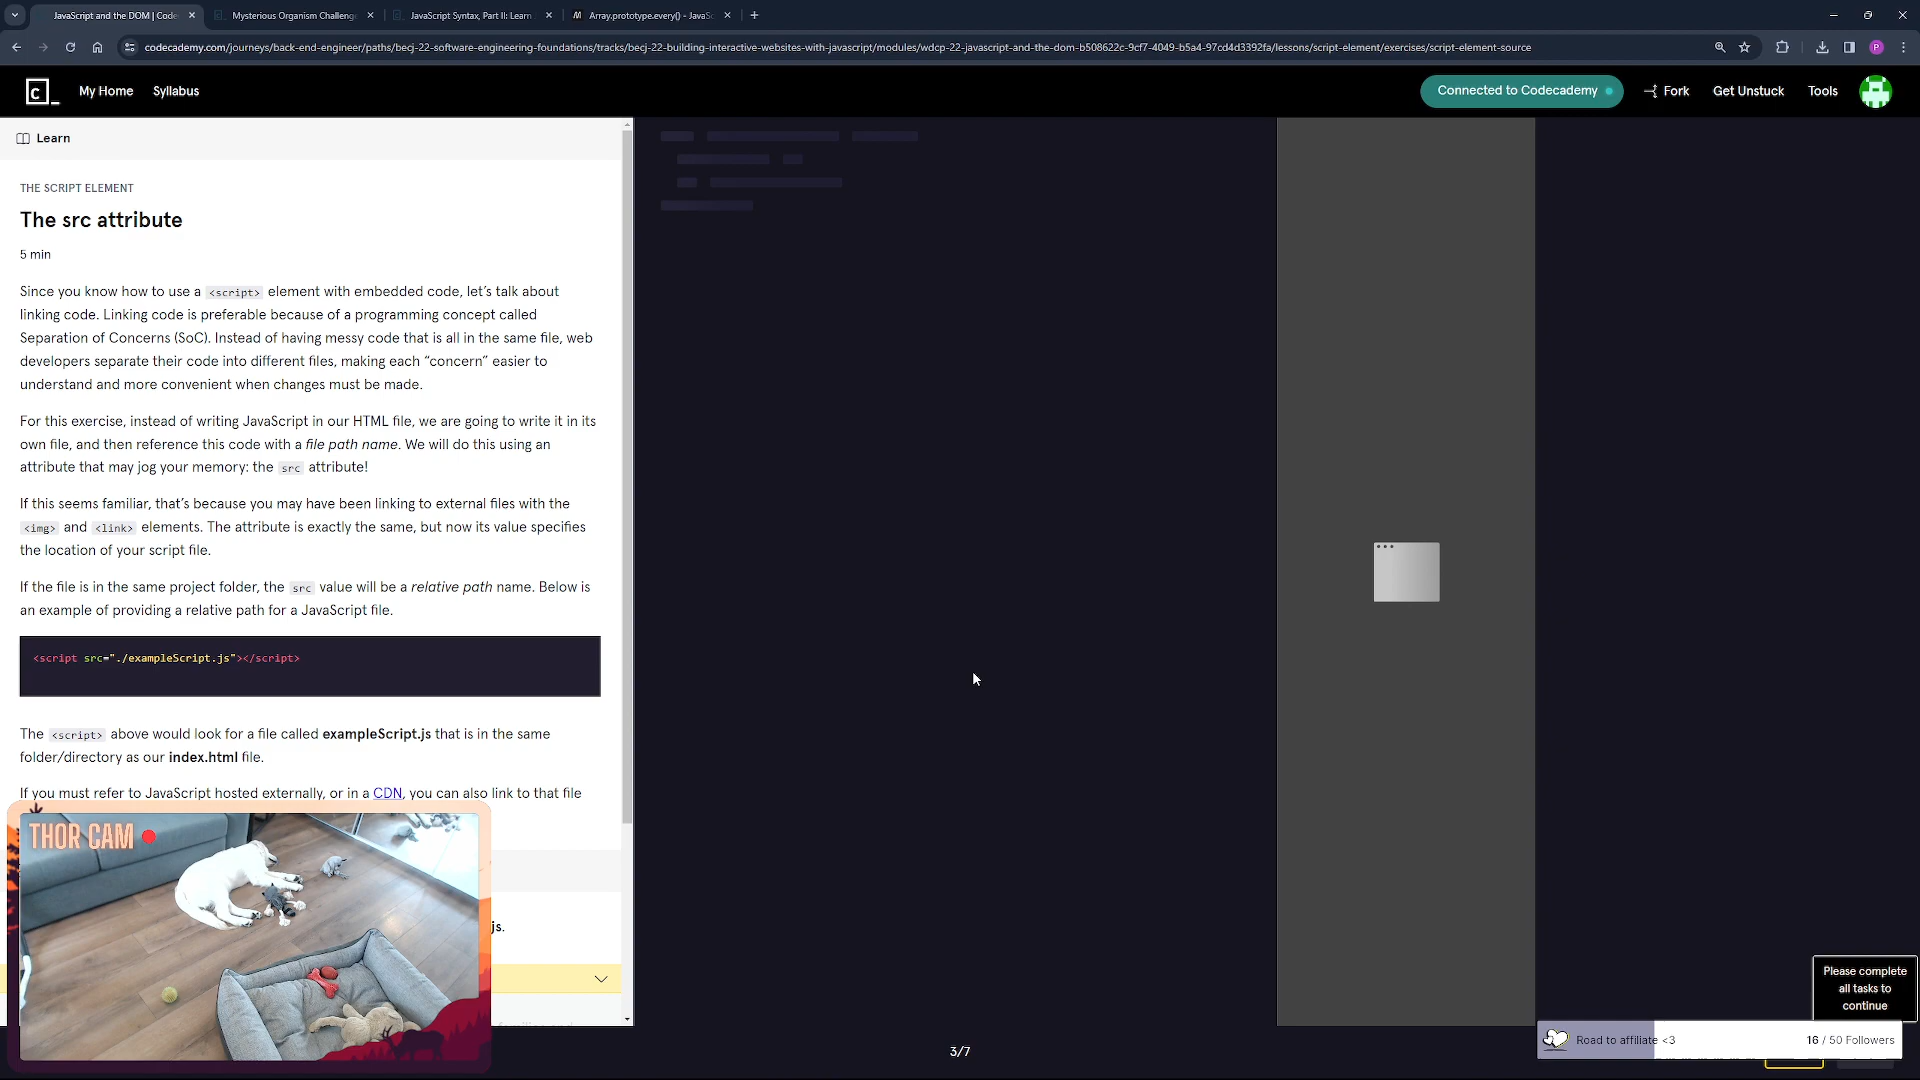 JavaScript and the DOM | Code
Mysterious Organism Challenge
JavaScript Syntax, Part II: Learn
Array.prototype.every() - JavaSc
codecademy.com/journeys/back-end-engineer/paths/becj-22-software-engineering-foundations/tracks/becj-22-building-interactive-websites-with-javascript/modules/wdcp-22-javascript-and-the-dom-b508622c-9cf7-4049-b5a4-97cd4d3392fa/lessons/script-element/exercises/script-element-source
P
c_
My Home
Syllabus
Connected to Codecademy
Fork
Get Unstuck
Tools
Learn
THE SCRIPT ELEMENT
The src attribute
5 min
Since you know how to use a <script> element with embedded code, let's talk about
linking code. Linking code is preferable because of a programming concept called
Separation of Concerns (SoC). Instead of having messy code that is all in the same file, web
developers separate their code into different files, making each “concern” easier to
understand and more convenient when changes must be made.
For this exercise, instead of writing JavaScript in our HTML file, we are going to write it in its
own file, and then reference this code with a file path name. We will do this using an
attribute that may jog your memory: the src attribute!
If this seems familiar, that's because you may have been linking to external files with the
<img> and <link> elements. The attribute is exactly the same, but now its value specifies
the location of your script file.
If the file is in the same project folder, the src value will be a relative path name. Below is
an example of providing a relative path for a JavaScript file.
<script src="./exampleScript.js"></script>
The <script> above would look for a file called exampleScript.js that is in the same
folder/directory as our index.html file.
If you must refer to JavaScript hosted externally, or in a CDN, you can also link to that file
THOR CAM
js.
Please complete
all tasks to
continue
3/7
Road to affiliate <3
16 / 50 Followers